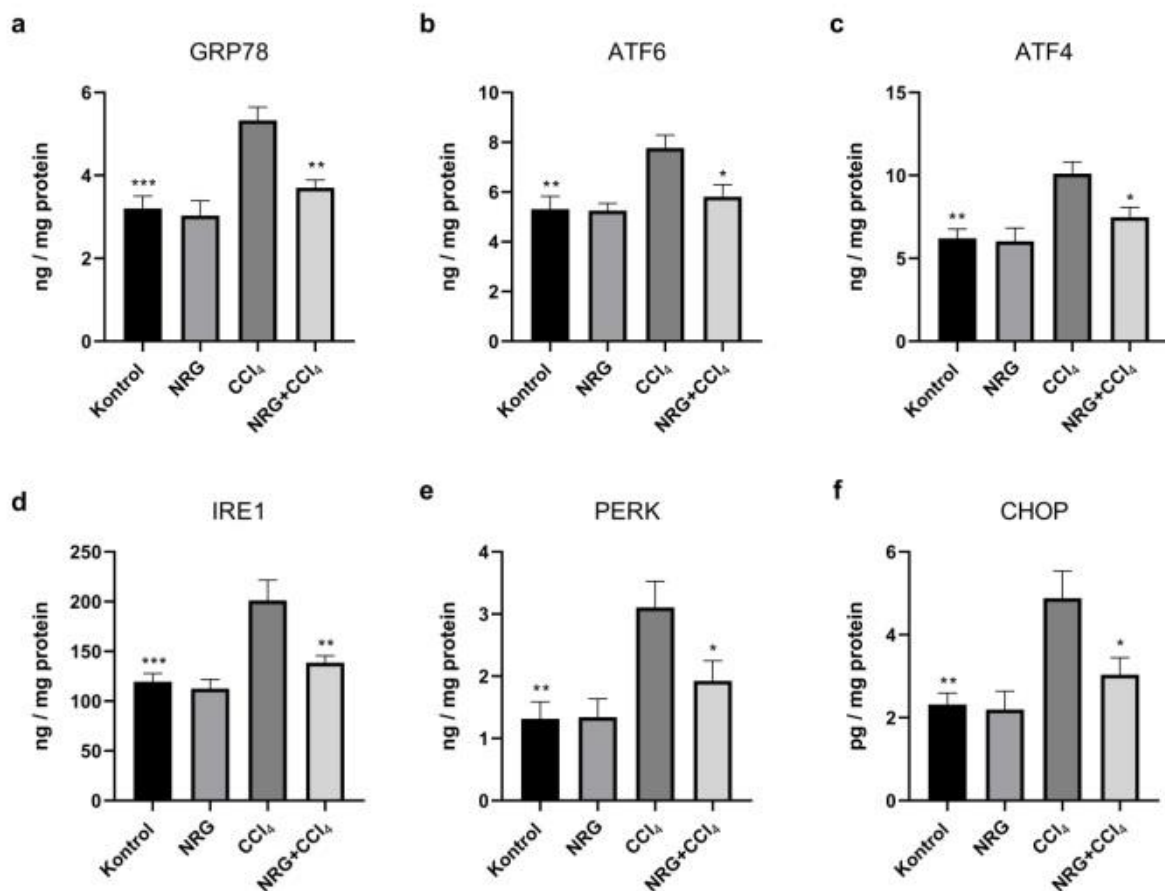 a
GRP78
ng / mg protein
6
4
2
0
***
**
Kontrol
NRG
CCl₄
NRG+CCl₄
b
ATF6
ng / mg protein
10
8
6
4
2
0
**
*
Kontrol
NRG
CCl₄
NRG+CCl₄
c
ATF4
ng / mg protein
15
10
5
0
**
*
Kontrol
NRG
CCl₄
NRG+CCl₄
d
IRE1
ng / mg protein
250
200
150
100
50
0
***
**
Kontrol
NRG
CCl₄
NRG+CCl₄
e
PERK
ng / mg protein
4
3
2
1
0
**
*
Kontrol
NRG
CCl₄
NRG+CCl₄
f
CHOP
pg / mg protein
6
4
2
0
**
*
Kontrol
NRG
CCl₄
NRG+CCl₄